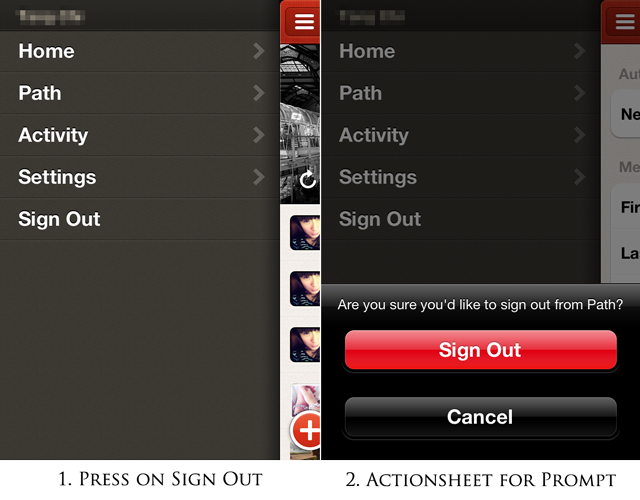 Home
Path
Activity
Settings
Sign Out
1. Press on Sign Out
Home
Path
Activity
Settings
Sign Out
Aut
Ne
Me
Fir
La
Are you sure you'd like to sign out from Path?
Sign Out
Cancel
2. Actionsheet for Prompt